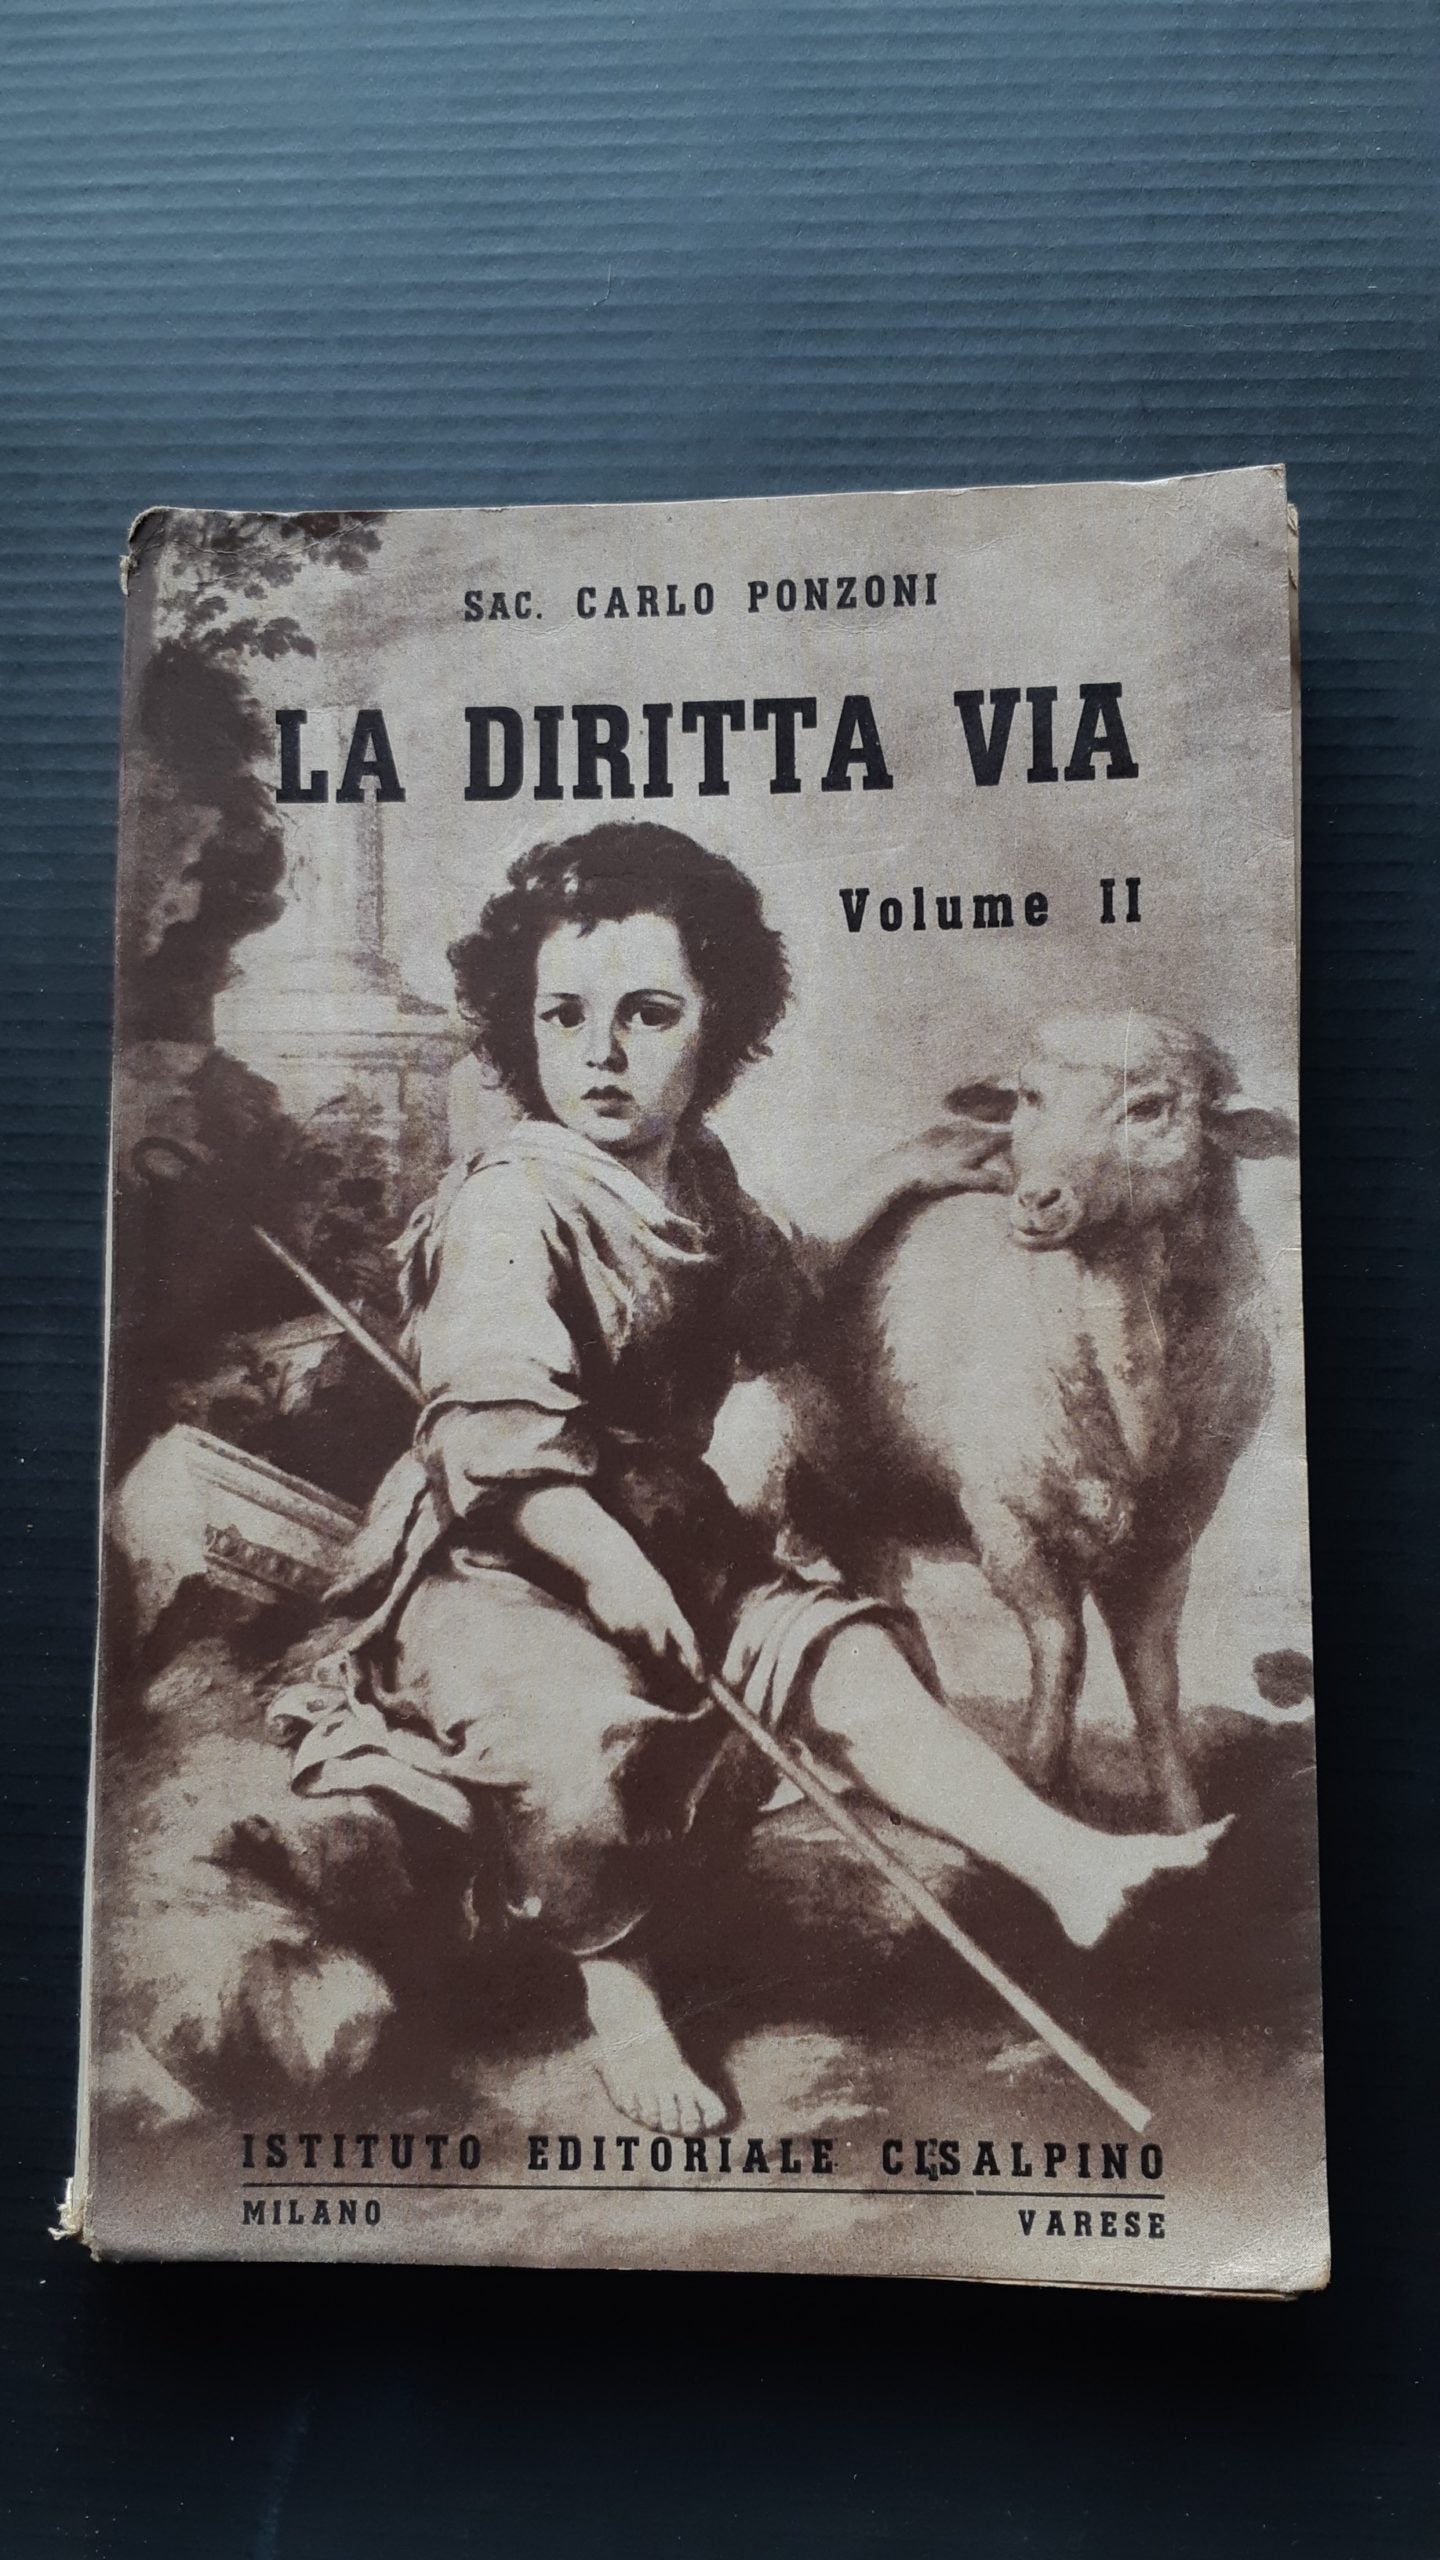 SAC. CARLO PONZONI
LA DIRITTA VIA
Volume II
ISTITUTO EDITORIALE CISALPINO
MILANO VARESE